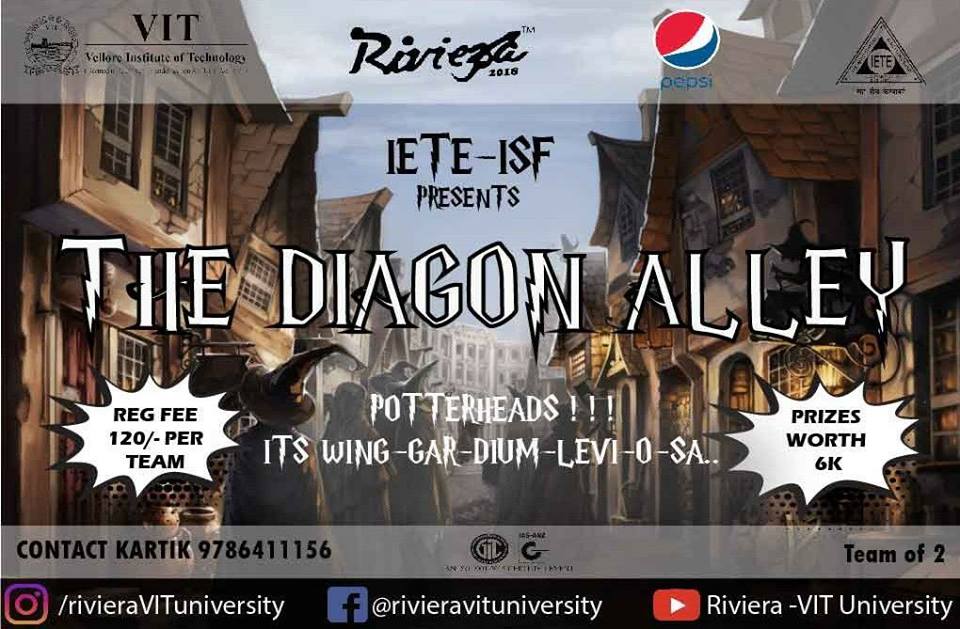 VIT
Vellore Institute of Technology
Riviera™
2018
pepsi
IETE
IETE-ISF
PRESENTS
THE DIAGON ALLEY
REG FEE
120/- PER
TEAM
POTTERHEADS ! ! !
ITS WING-GAR-DIUM-LEVI-O-SA..
PRIZES
WORTH
6K
CONTACT KARTIK 9786411156
Team of 2
/rivieraVITuniversity
@rivieravituniversity
Riviera -VIT University